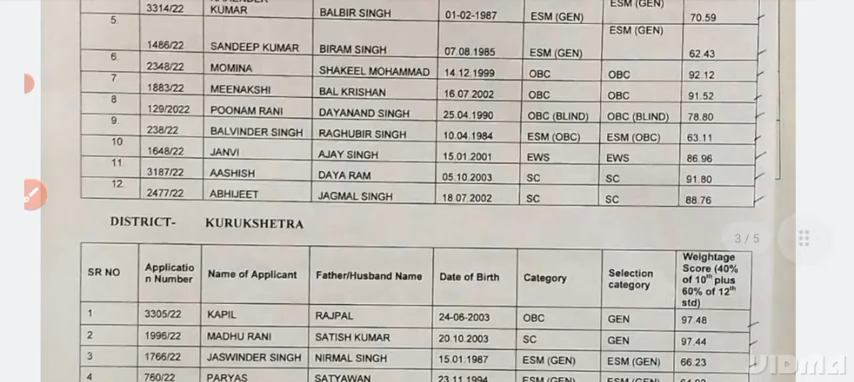 3314/22 KUMAR BALBIR SINGH 01-02-1987 ESM (GEN) ESM (GEN) 70.59
5 1486/22 SANDEEP KUMAR BIRAM SINGH 07.08.1985 ESM (GEN) ESM (GEN) 62.43
6 2348/22 MOMINA SHAKEEL MOHAMMAD 14.12.1999 OBC OBC 92.12
7 1883/22 MEENAKSHI BAL KRISHAN 16.07.2002 OBC OBC 91.52
8 129/2022 POONAM RANI DAYANAND SINGH 25.04.1990 OBC (BLIND) OBC (BLIND) 78.80
9 238/22 BALVINDER SINGH RAGHUBIR SINGH 10.04.1984 ESM (OBC) ESM (OBC) 63.11
10 1648/22 JANVI AJAY SINGH 15.01.2001 EWS EWS 86.96
11 3187/22 AASHISH DAYA RAM 05.10.2003 SC SC 91.80
12. 2477/22 ABHIJEET JAGMAL SINGH 18.07.2002 SC SC 88.76
DISTRICT- KURUKSHETRA
3 / 5
SR NO Applicatio n Number Name of Applicant Father/Husband Name Date of Birth Category Selection category Weightage Score (40% of 10th plus 60% of 12th std)
1 3305/22 KAPIL RAJPAL 24-06-2003 OBC GEN 97.48
2 1996/22 MADHU RANI SATISH KUMAR 20.10.2003 SC GEN 97.44
3 1766/22 JASWINDER SINGH NIRMAL SINGH 15.01.1987 ESM (GEN) ESM (GEN) 66.23
4 760/22 PARYAS SATYAWAN 23.11.1994 ESM (GEN) ESM (GEN)
VIDma